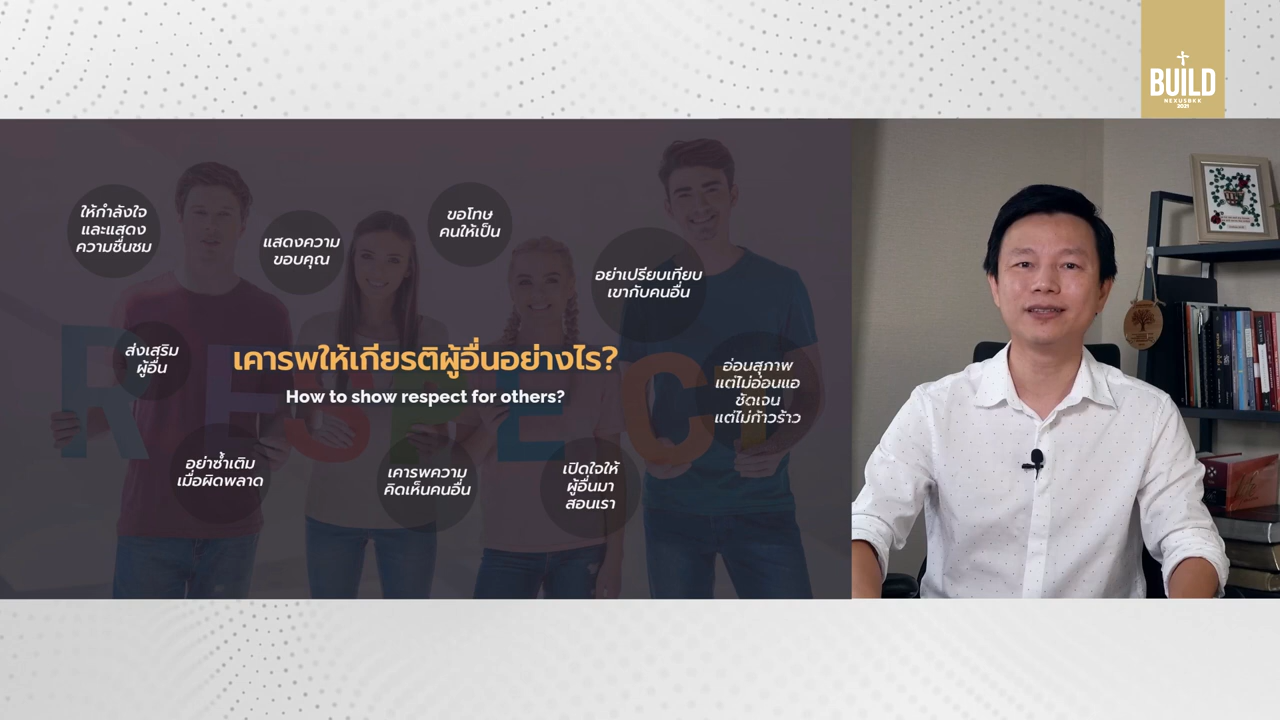 BUILD
NEXUSBKK
2021
ให้กำลังใจ
และแสดง
ความชื่นชม
แสดงความ
ขอบคุณ
ขอโทษ
คนให้เป็น
อย่าเปรียบเทียบ
เขากับคนอื่น
ส่งเสริม
ผู้อื่น
เคารพให้เกียรติผู้อื่นอย่างไร?
How to show respect for others?
อ่อนสุภาพ
แต่ไม่อ่อนแอ
ชัดเจน
แต่ไม่ก้าวร้าว
RESPECT
อย่าซ้ำเติม
เมื่อผิดพลาด
เคารพความ
คิดเห็นคนอื่น
เปิดใจให้
ผู้อื่นมา
สอนเรา